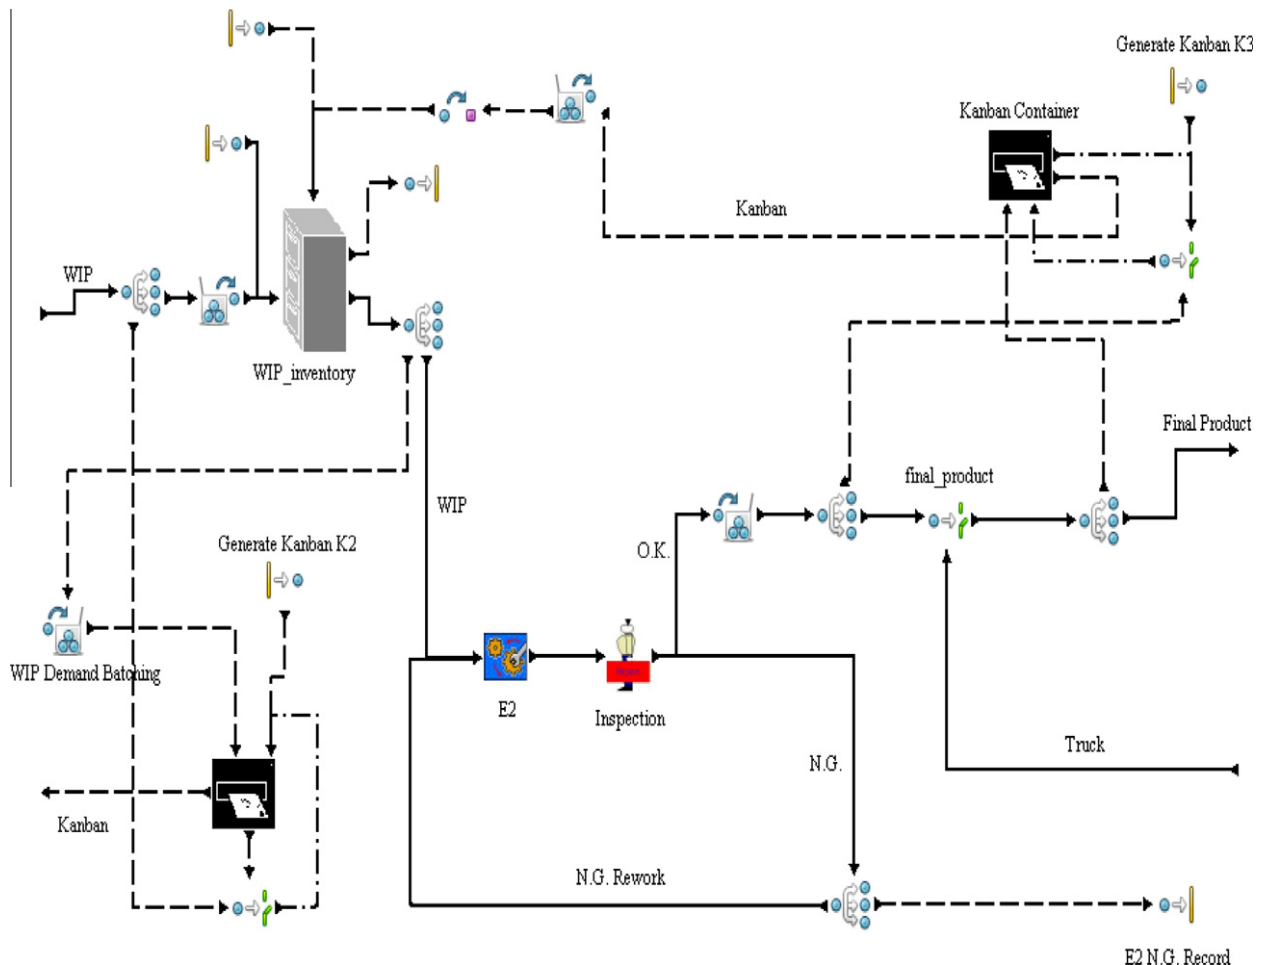 Generate Kanban K3
Kanban Container
Kanban
WIP
WIP_inventory
Final Product
final_product
WIP
Generate Kanban K2
O.K.
WIP Demand Batching
E2
Inspection
Truck
N.G.
Kanban
N.G. Rework
E2 N.G. Record